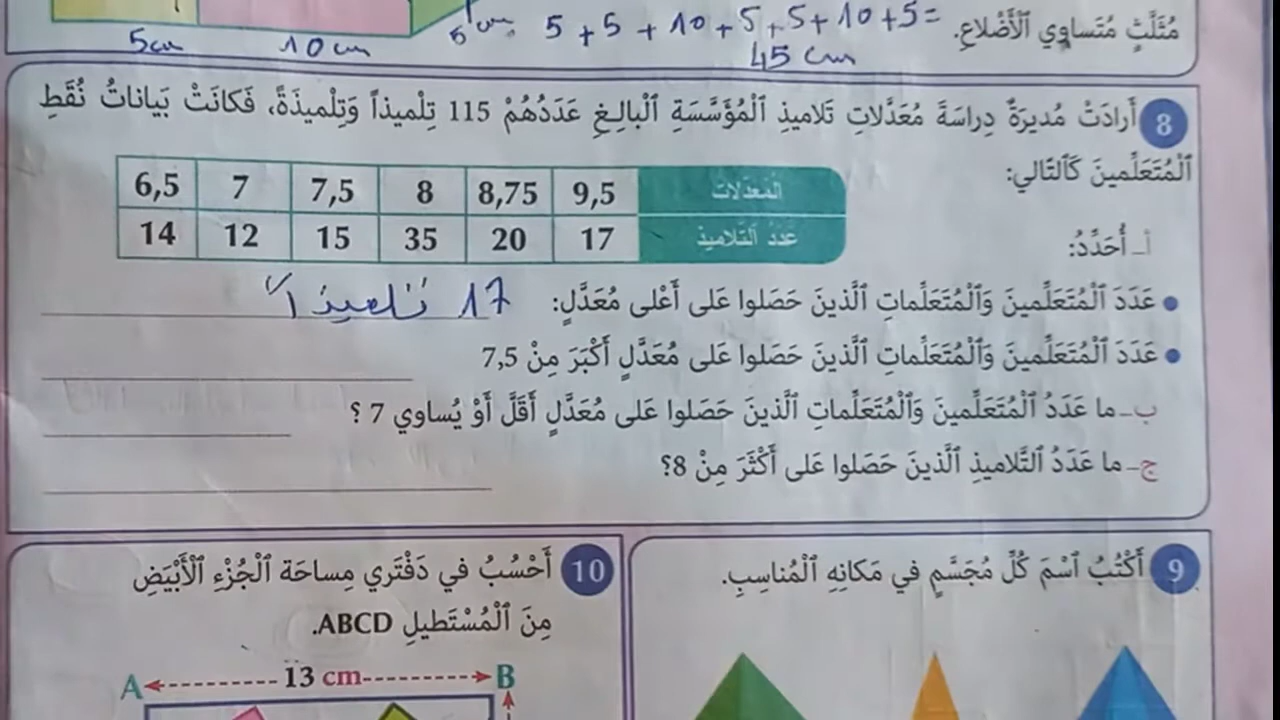 مُثَلَّثٍ مُتَساوِي ٱلْأَضْلاعِ. 5 + 5 + 10 + 5 + 5 + 10 + 5 =
45 cm
5cm 10 cm 5 cm
8 أَرادَتْ مُديرَةٌ دِراسَةَ مُعَدَّلاتِ تَلاميذِ ٱلْمُؤَسَّسَةِ ٱلْبالِغِ عَدَدُهُمْ 115 تِلْميذاً وَتِلْميذَةً، فَكانَتْ بَياناتُ نُقَطِ
ٱلْمُتَعَلِّمينَ كَٱلتّالي:
ٱلْمُعَدَّلات 9,5 8,75 8 7,5 7 6,5
عَدَدُ ٱلتَّلاميذِ 17 20 35 15 12 14
أ - أُحَدِّدُ:
• عَدَدَ ٱلْمُتَعَلِّمينَ وَٱلْمُتَعَلِّماتِ ٱلَّذينَ حَصَلوا عَلى أَعْلى مُعَدَّلٍ: 17 تلميذاً
• عَدَدَ ٱلْمُتَعَلِّمينَ وَٱلْمُتَعَلِّماتِ ٱلَّذينَ حَصَلوا عَلى مُعَدَّلٍ أَكْبَرَ مِنْ 7,5
ب - ما عَدَدُ ٱلْمُتَعَلِّمينَ وَٱلْمُتَعَلِّماتِ ٱلَّذينَ حَصَلوا عَلى مُعَدَّلٍ أَقَلَّ أَوْ يُساوي 7 ؟
ج - ما عَدَدُ ٱلتَّلاميذِ ٱلَّذينَ حَصَلوا عَلى أَكْثَرَ مِنْ 8؟
9 أَكْتُبُ ٱسْمَ كُلِّ مُجَسَّمٍ في مَكانِهِ ٱلْمُناسِبِ.
10 أَحْسُبُ في دَفْتَري مِساحَة ٱلْجُزْءِ ٱلْأَبْيَضِ
مِنَ ٱلْمُسْتَطيلِ ABCD.
A 13 cm B